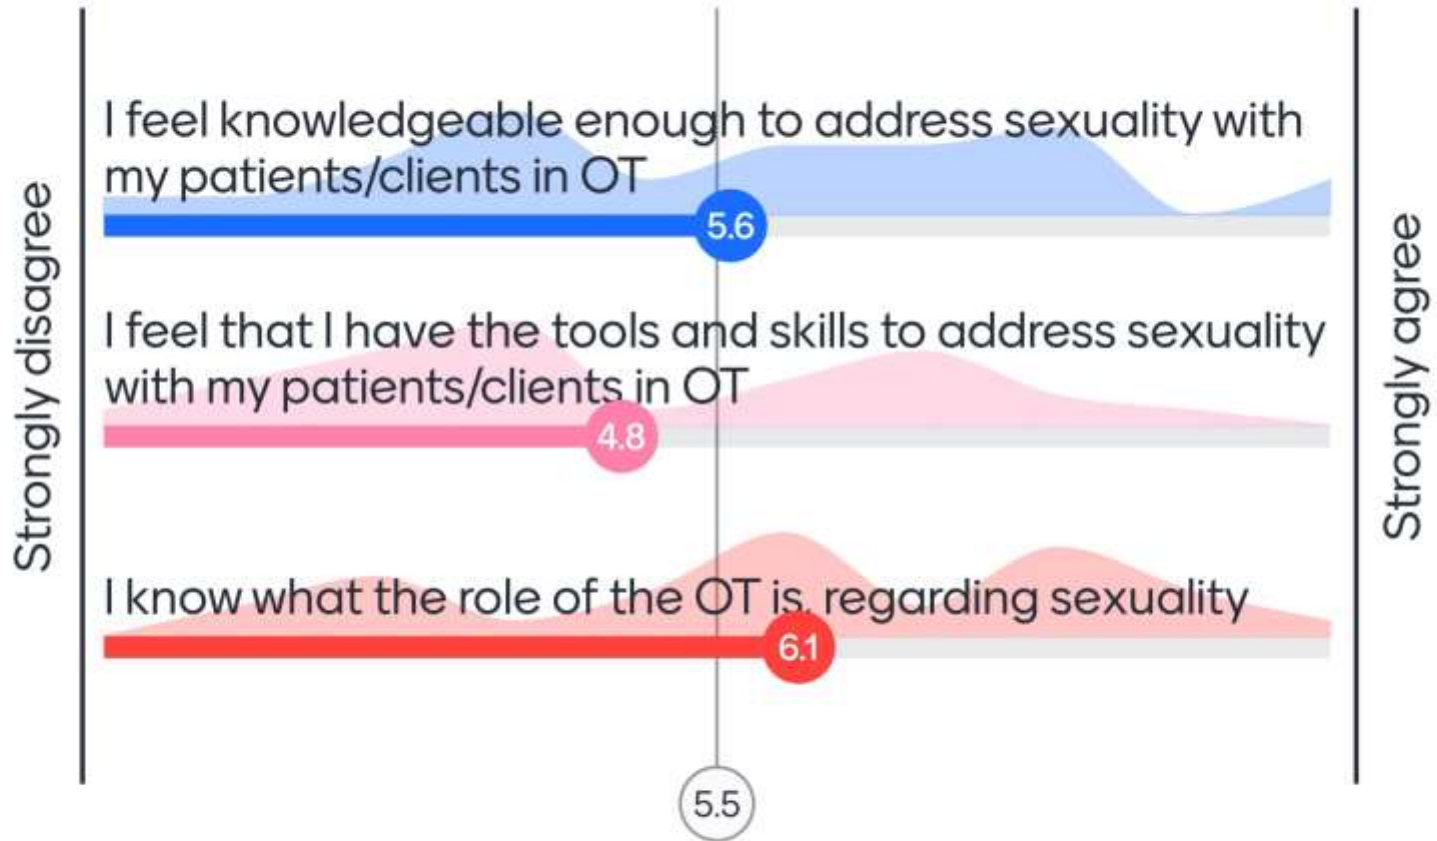 Strongly disagree
I feel knowledgeable enough to address sexuality with
my patients/clients in OT
5.6
I feel that I have the tools and skills to address sexuality
with my patients/clients in OT
4.8
I know what the role of the OT is, regarding sexuality
6.1
5.5
Strongly agree